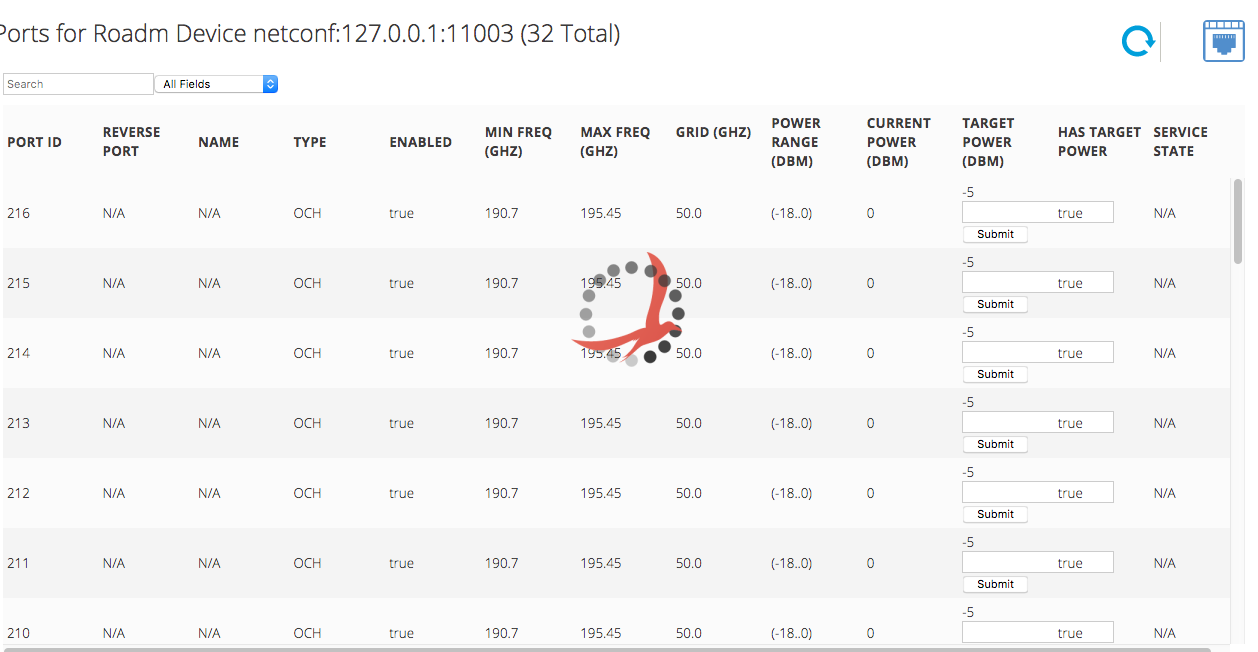 Ports for Roadm Device netconf:127.0.0.1:11003 (32 Total)
Search All Fields
PORT ID REVERSE PORT NAME TYPE ENABLED MIN FREQ (GHZ) MAX FREQ (GHZ) GRID (GHZ) POWER RANGE (DBM) CURRENT POWER (DBM) TARGET POWER (DBM) HAS TARGET POWER SERVICE STATE
-5
216 N/A N/A OCH true 190.7 195.45 50.0 (-18..0) 0 true N/A
Submit
-5
215 N/A N/A OCH true 190.7 195.45 50.0 (-18..0) 0 true N/A
Submit
-5
214 N/A N/A OCH true 190.7 195.45 50.0 (-18..0) 0 true N/A
Submit
-5
213 N/A N/A OCH true 190.7 195.45 50.0 (-18..0) 0 true N/A
Submit
-5
212 N/A N/A OCH true 190.7 195.45 50.0 (-18..0) 0 true N/A
Submit
-5
211 N/A N/A OCH true 190.7 195.45 50.0 (-18..0) 0 true N/A
Submit
-5
210 N/A N/A OCH true 190.7 195.45 50.0 (-18..0) 0 true N/A